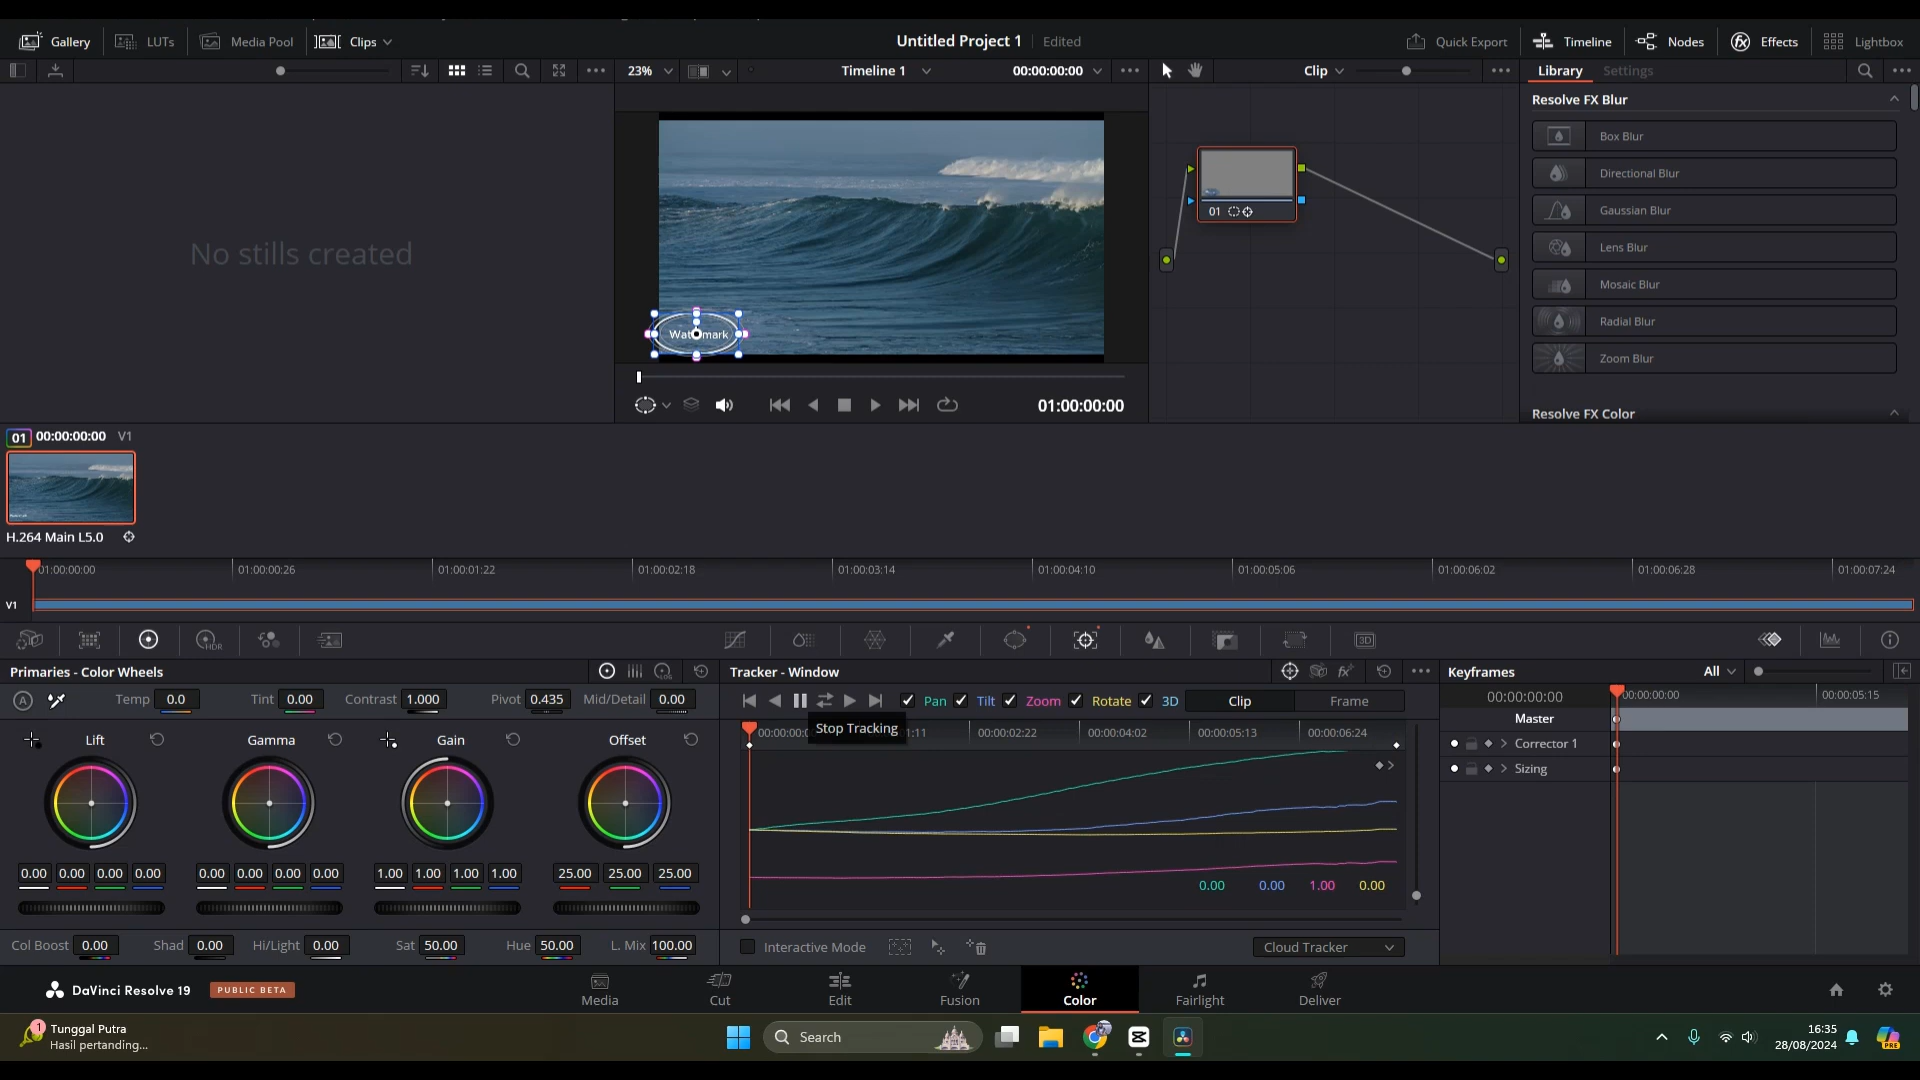 Gallery LUTs Media Pool Clips Untitled Project 1 Edited Quick Export Timeline Nodes Effects Lightbox
23% Timeline 1 00:00:00:00 Clip Library Settings
Resolve FX Blur
Box Blur
Directional Blur
Gaussian Blur
Lens Blur
Mosaic Blur
Radial Blur
Zoom Blur
Resolve FX Color
No stills created
01
01:00:00:00
01 00:00:00:00 V1
H.264 Main L5.0
01:00:00:00 01:00:00:26 01:00:01:22 01:00:02:18 01:00:03:14 01:00:04:10 01:00:05:06 01:00:06:02 01:00:06:28 01:00:07:24
V1
HDR 3D
Primaries - Color Wheels
Temp 0.0 Tint 0.00 Contrast 1.000 Pivot 0.435 Mid/Detail 0.00
Lift Gamma Gain Offset
0.00 0.00 0.00 0.00 0.00 0.00 0.00 0.00 1.00 1.00 1.00 1.00 25.00 25.00 25.00
Col Boost 0.00 Shad 0.00 Hi/Light 0.00 Sat 50.00 Hue 50.00 L. Mix 100.00
Tracker - Window
Pan Tilt Zoom Rotate 3D Clip Frame
Stop Tracking
00:00:02:22 00:00:04:02 00:00:05:13 00:00:06:24
0.00 0.00 1.00 0.00
Interactive Mode Cloud Tracker
Keyframes All
00:00:00:00 00:00:00:00 00:00:05:15
Master
Corrector 1
Sizing
DaVinci Resolve 19 PUBLIC BETA
Media Cut Edit Fusion Color Fairlight Deliver
1 Tunggal Putra
Hasil pertanding...
Search
16:35
28/08/2024
PRE